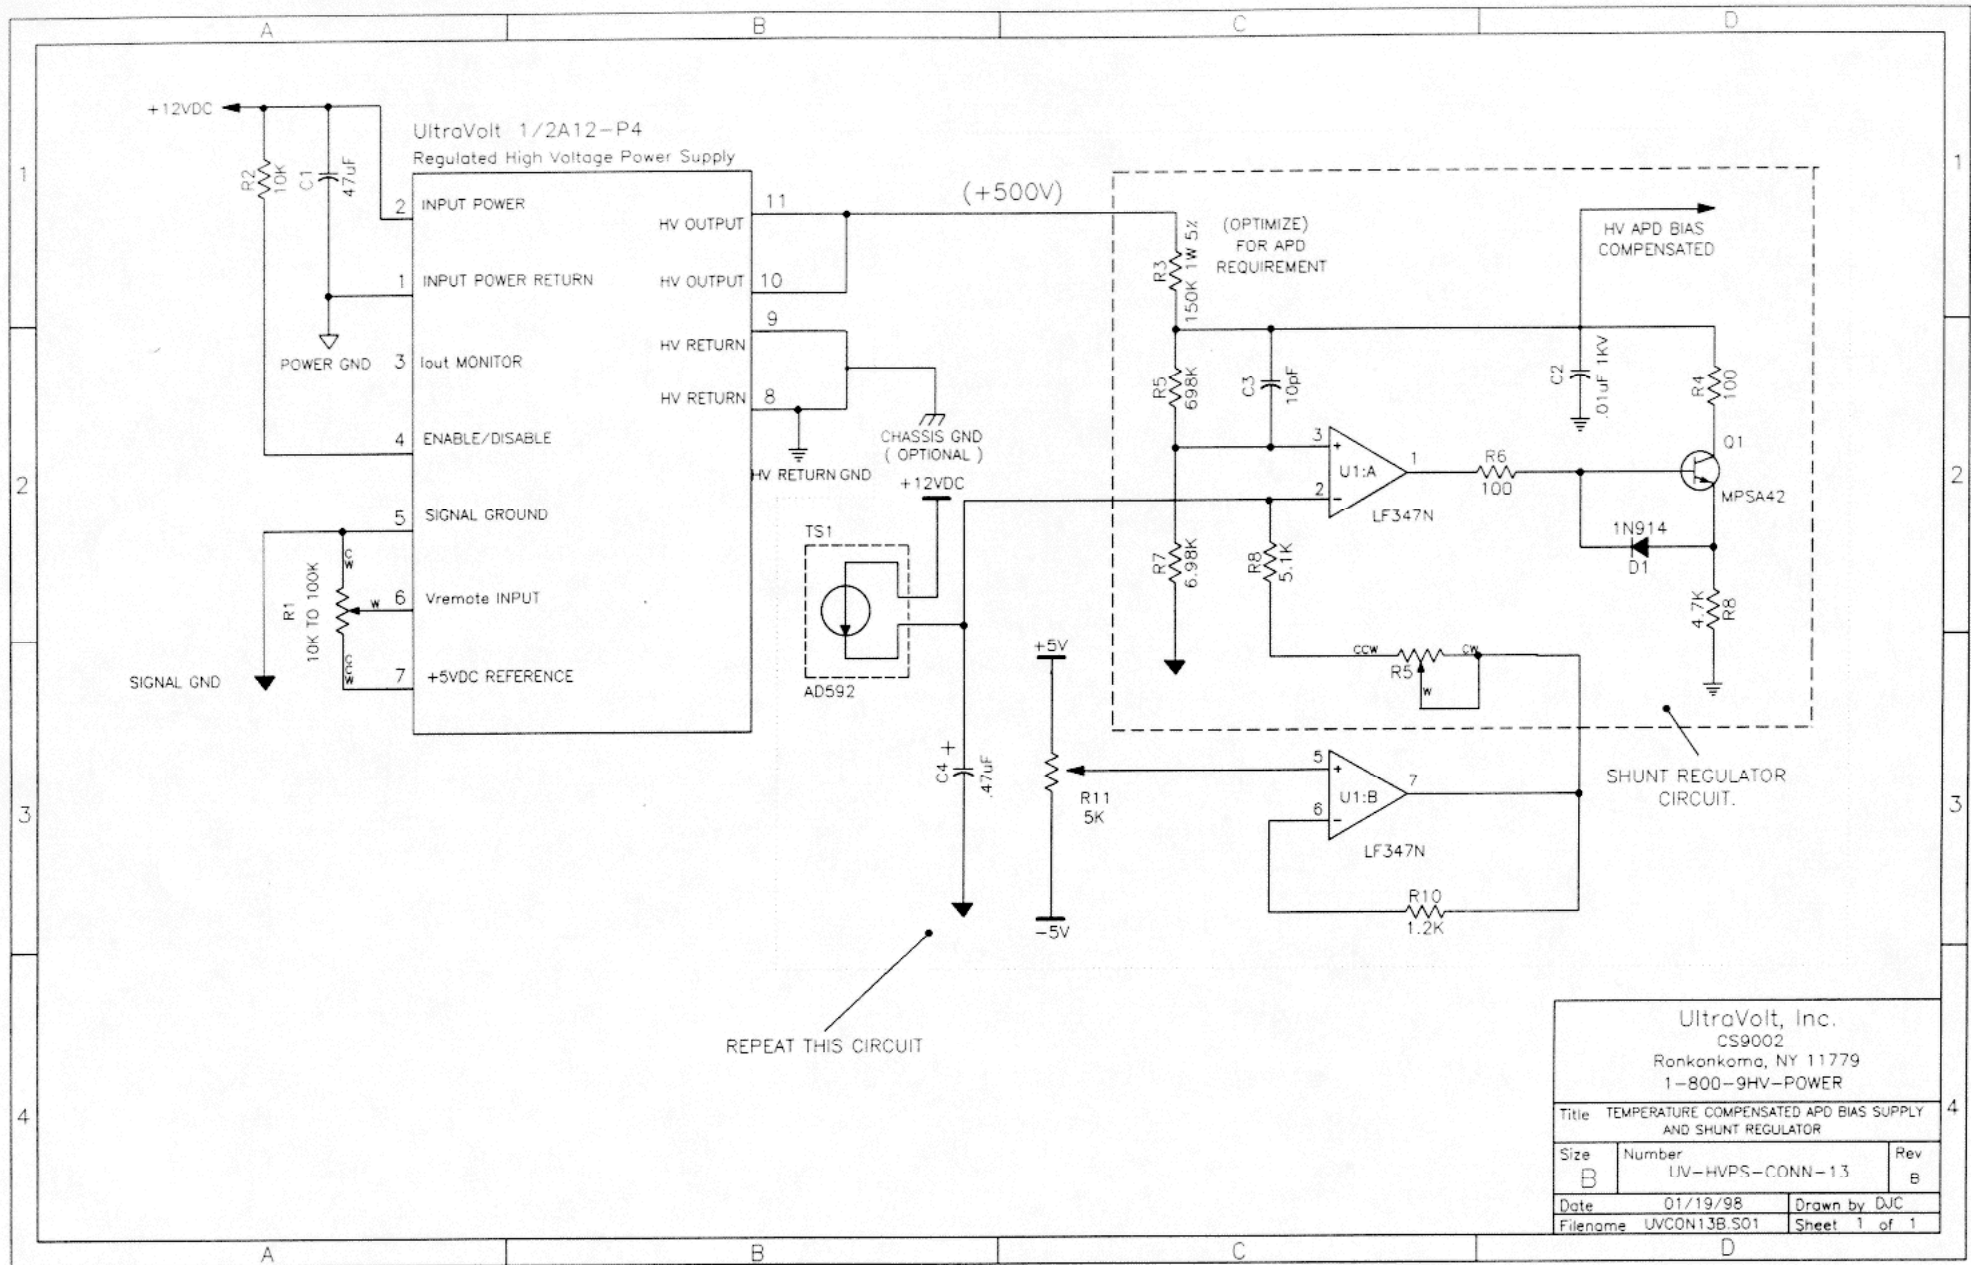 A
B
C
D
1
2
3
4
+12VDC
R2
10K
C1
47uF
UltraVolt 1/2A12-P4
Regulated High Voltage Power Supply
2 INPUT POWER
1 INPUT POWER RETURN
3 Iout MONITOR
4 ENABLE/DISABLE
5 SIGNAL GROUND
6 Vremote INPUT
7 +5VDC REFERENCE
HV OUTPUT 11
HV OUTPUT 10
HV RETURN 9
HV RETURN 8
POWER GND
SIGNAL GND
R1
10K TO 100K
CW
W
CCW
HV RETURN GND
CHASSIS GND
( OPTIONAL )
+12VDC
TS1
AD592
C4 +
.47uF
(+500V)
R3
150K 1W 5%
(OPTIMIZE)
FOR APD
REQUIREMENT
HV APD BIAS
COMPENSATED
R5
698K
C3
10pF
C2
.01uF 1KV
R4
100
Q1
MPSA42
3 +
2 -
1
U1:A
LF347N
R6
100
1N914
D1
R7
6.98K
R8
5.1K
4.7K
R8
CCW
CW
R5
W
+5V
-5V
R11
5K
5 +
6 -
7
U1:B
LF347N
R10
1.2K
SHUNT REGULATOR
CIRCUIT.
REPEAT THIS CIRCUIT
UltraVolt, Inc.
CS9002
Ronkonkoma, NY 11779
1-800-9HV-POWER
Title TEMPERATURE COMPENSATED APD BIAS SUPPLY
AND SHUNT REGULATOR
Size
B
Number
UV-HVPS-CONN-13
Rev
B
Date 01/19/98
Drawn by DJC
Filename UVCON13B.S01
Sheet 1 of 1
1
2
3
4
A
B
C
D